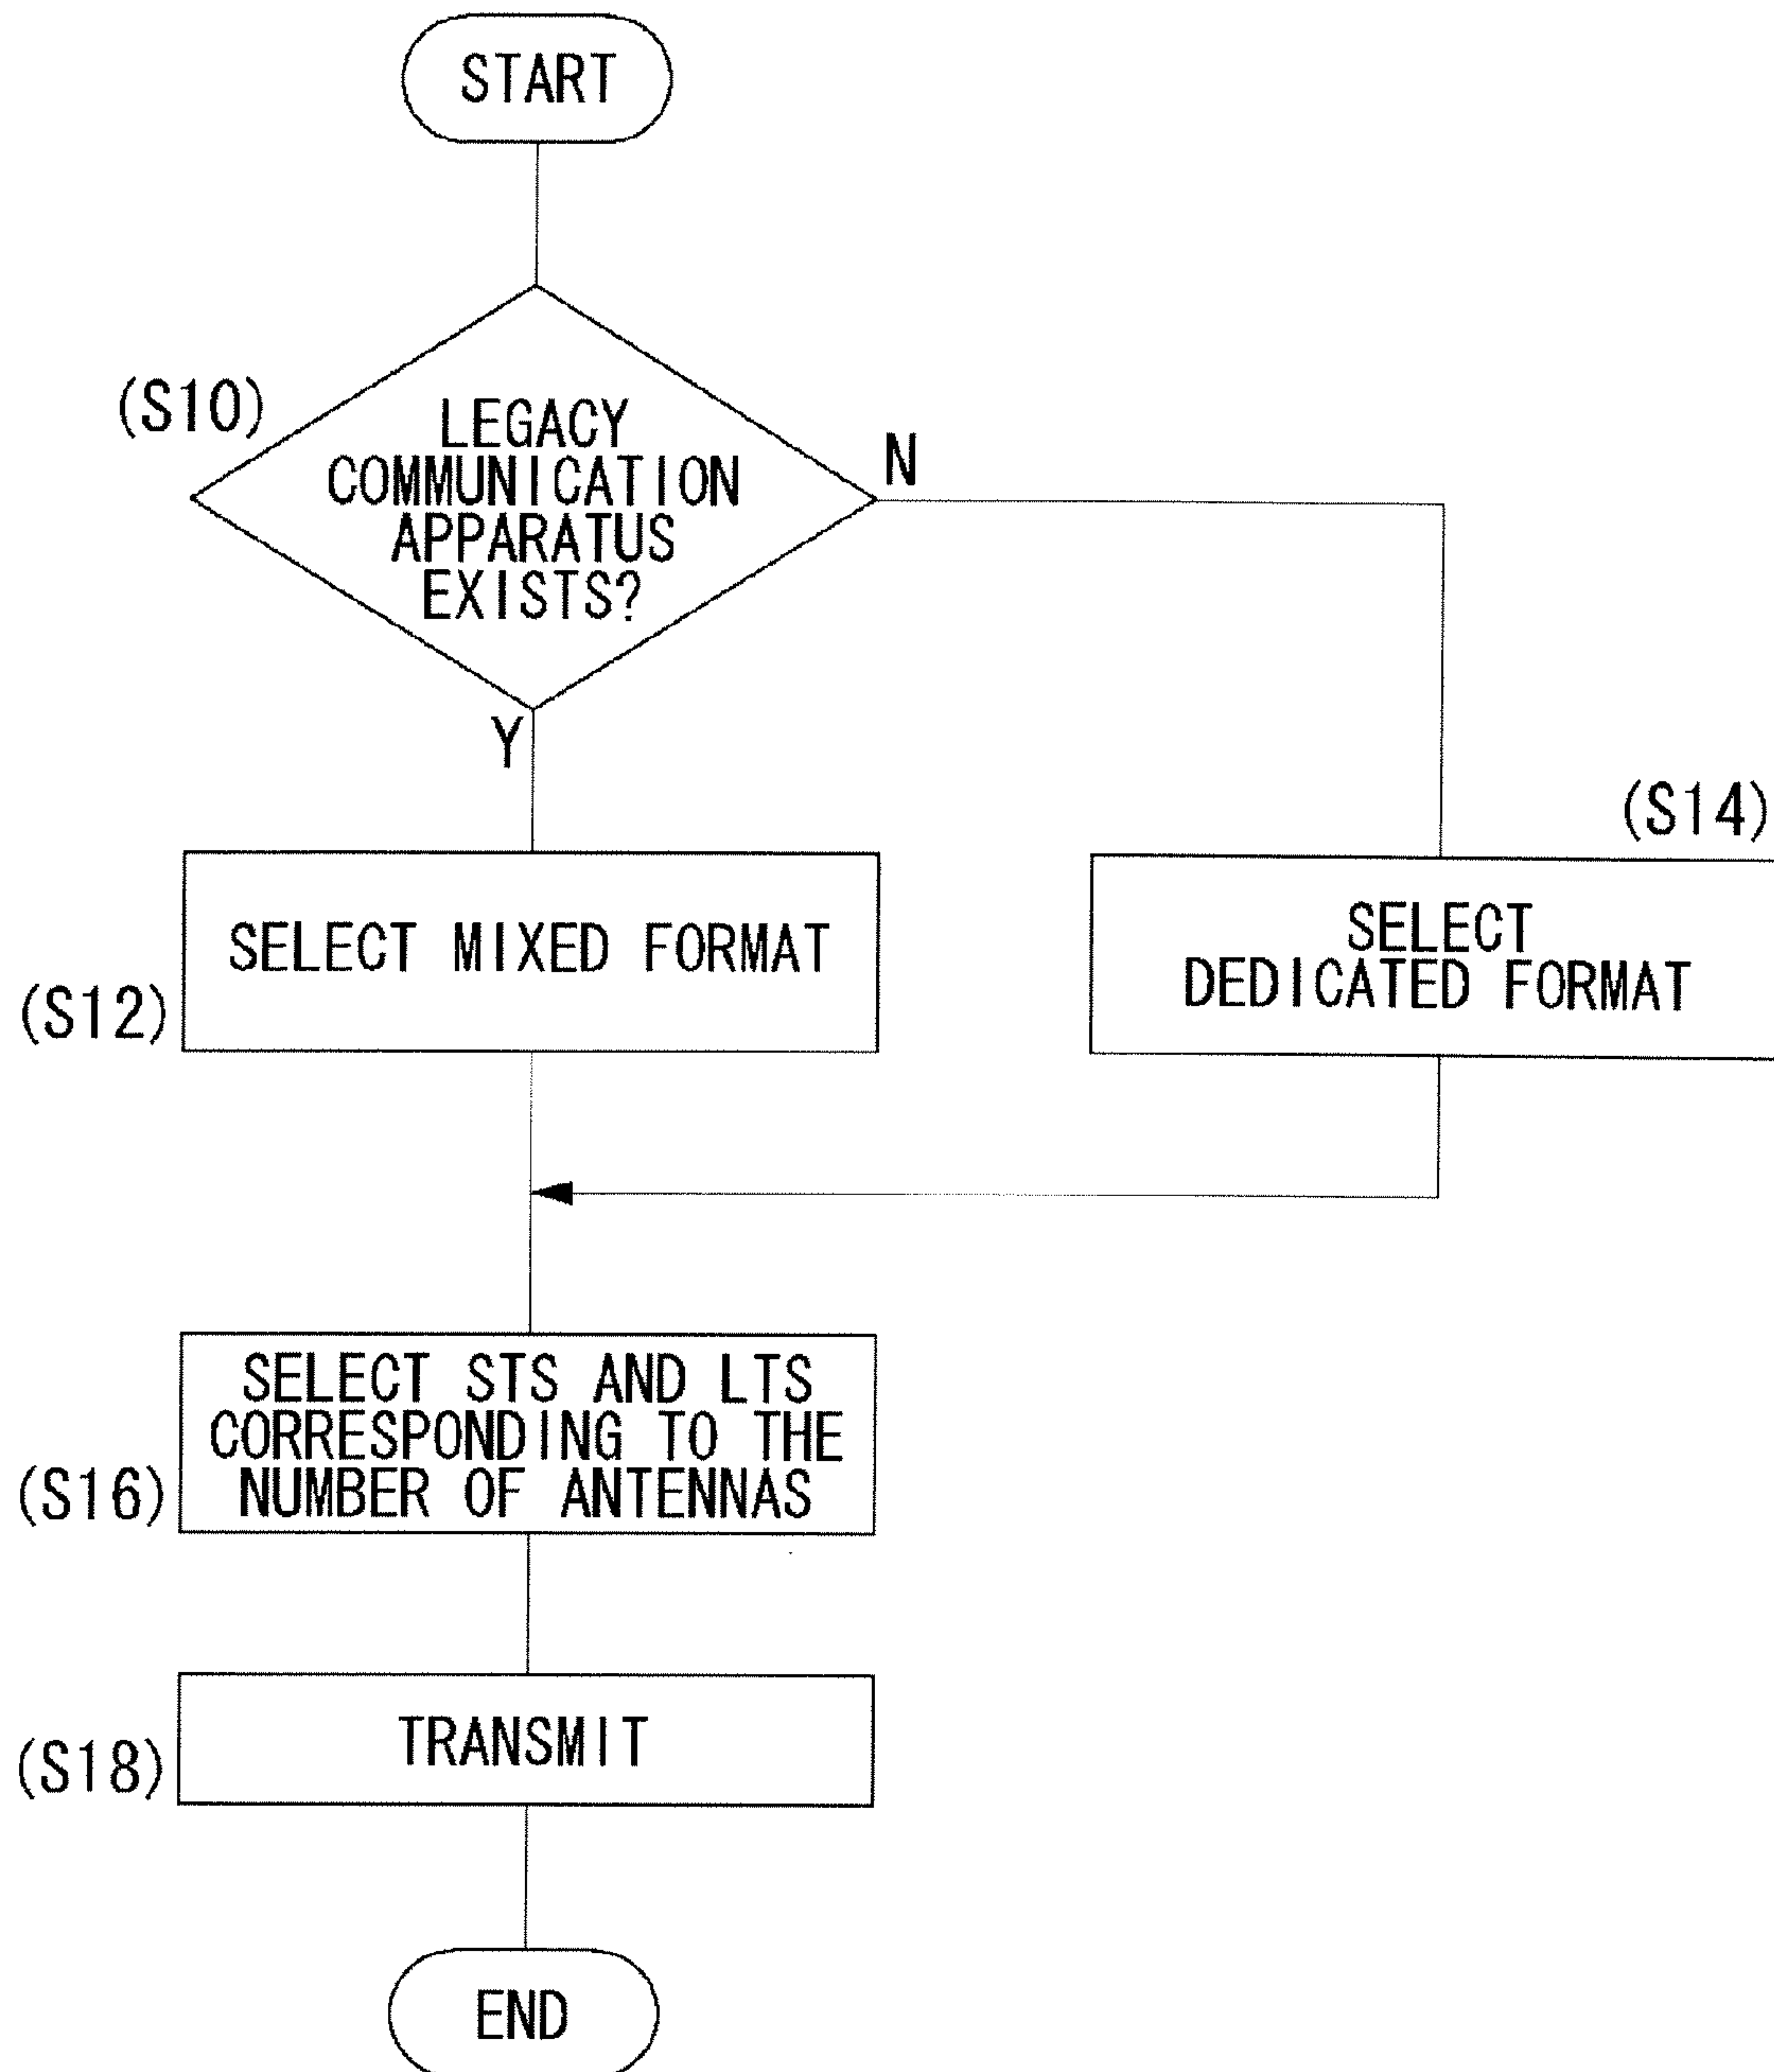 START
(S10)
LEGACY
COMMUNICATION
APPARATUS
EXISTS?
N
Y
(S14)
SELECT MIXED FORMAT
(S12)
SELECT
DEDICATED FORMAT
SELECT STS AND LTS
CORRESPONDING TO THE
NUMBER OF ANTENNAS
(S16)
TRANSMIT
(S18)
END